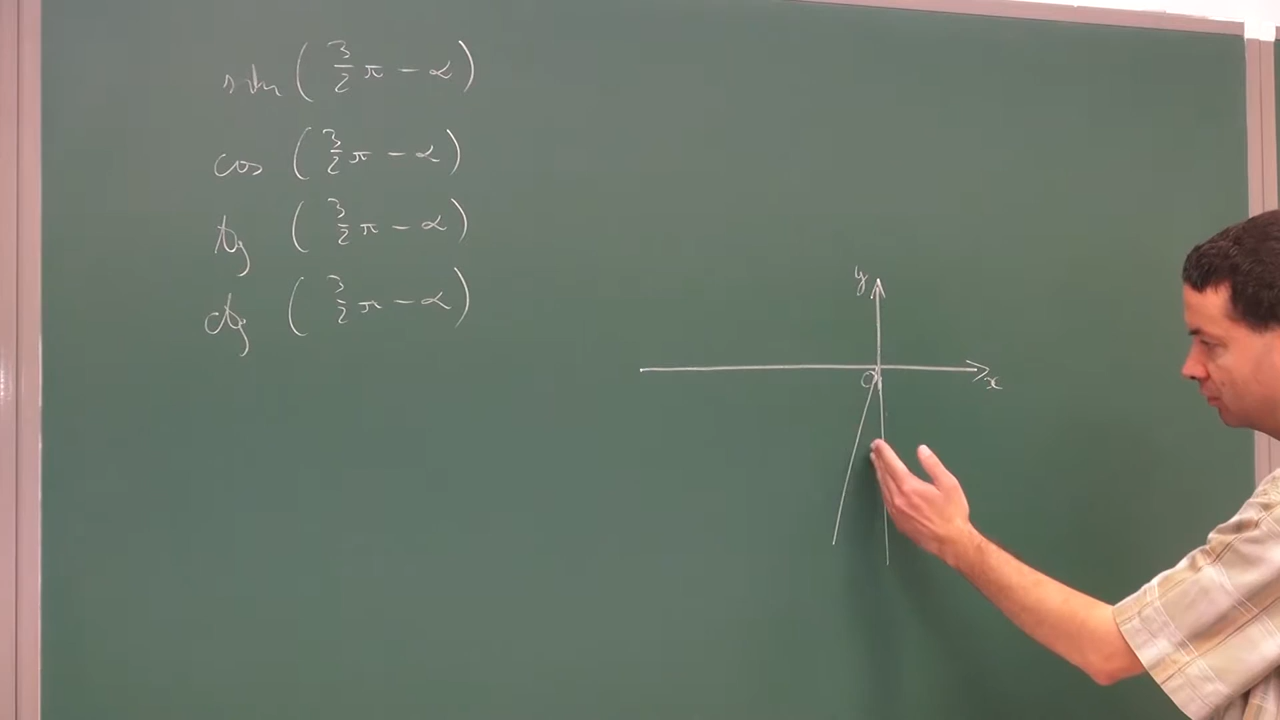 sin ( 3/2 π − α )
cos ( 3/2 π − α )
tg ( 3/2 π − α )
ctg ( 3/2 π − α )
y
O
x